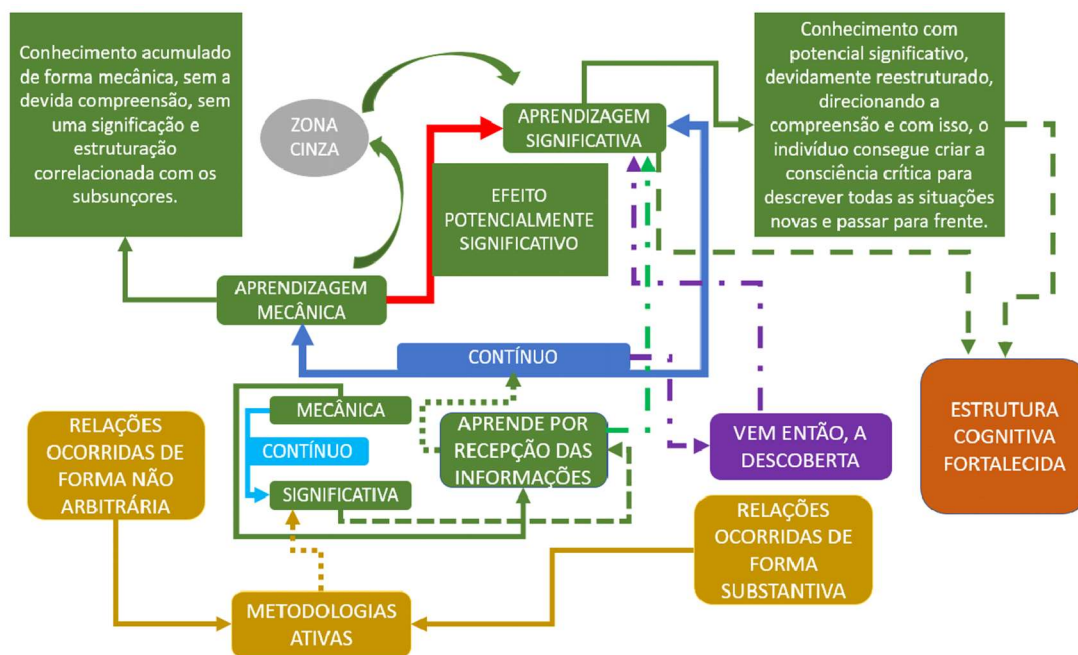 Conhecimento acumulado
de forma mecânica, sem a
devida compreensão, sem
uma significação e
estruturação
correlacionada com os
subsunçores.
ZONA
CINZA
APRENDIZAGEM
SIGNIFICATIVA
Conhecimento com
potencial significativo,
devidamente reestruturado,
direcionando a
compreensão e com isso, o
indivíduo consegue criar a
consciência crítica para
descrever todas as situações
novas e passar para frente.
EFEITO
POTENCIALMENTE
SIGNIFICATIVO
APRENDIZAGEM
MECÂNICA
CONTÍNUO
MECÂNICA
CONTÍNUO
SIGNIFICATIVA
APRENDE POR
RECEPÇÃO DAS
INFORMAÇÕES
VEM ENTÃO, A
DESCOBERTA
ESTRUTURA
COGNITIVA
FORTALECIDA
RELAÇÕES
OCORRIDAS DE
FORMA NÃO
ARBITRÁRIA
RELAÇÕES
OCORRIDAS DE
FORMA
SUBSTANTIVA
METODOLOGIAS
ATIVAS